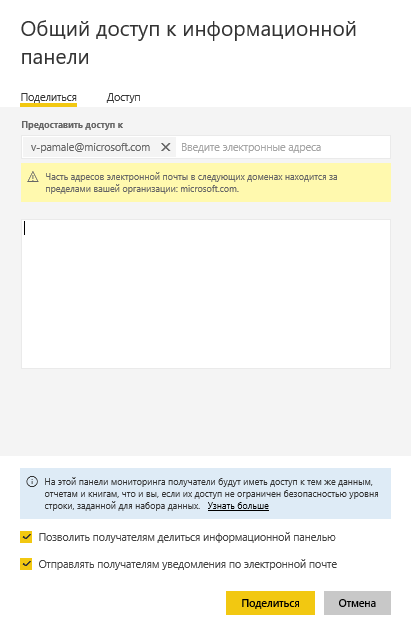 Общий доступ к информационной
панели
Поделиться Доступ
Предоставить доступ к
v-pamale@microsoft.com Введите электронные адреса
Часть адресов электронной почты в следующих доменах находится за
пределами вашей организации: microsoft.com.
На этой панели мониторинга получатели будут иметь доступ к тем же данным,
отчетам и книгам, что и вы, если их доступ не ограничен безопасностью уровня
строки, заданной для набора данных. Узнать больше
Позволить получателям делиться информационной панелью
Отправлять получателям уведомления по электронной почте
Поделиться Отмена